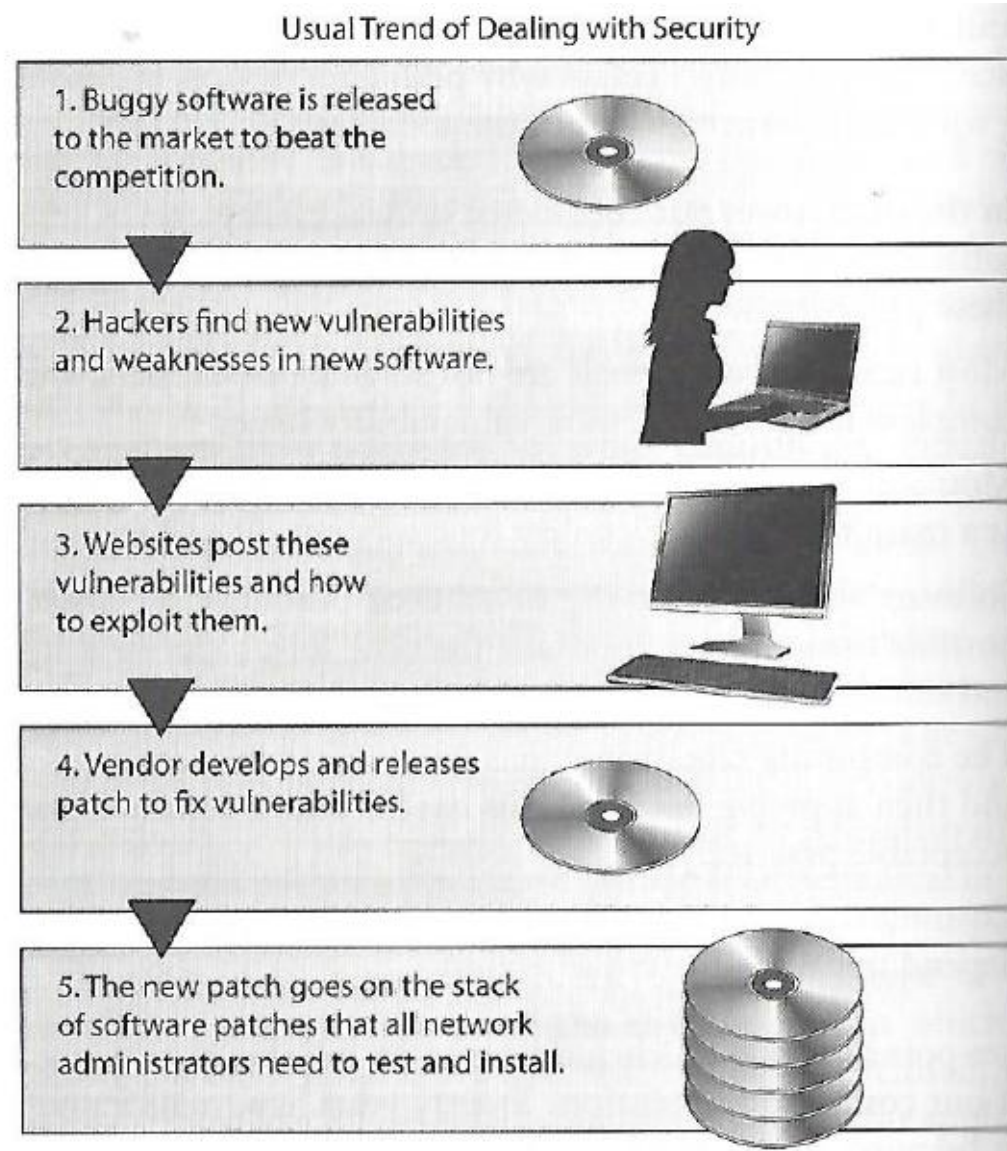 Usual Trend of Dealing with Security
1. Buggy software is released
to the market to beat the
competition.
2. Hackers find new vulnerabilities
and weaknesses in new software.
3. Websites post these
vulnerabilities and how
to exploit them.
4. Vendor develops and releases
patch to fix vulnerabilities.
5. The new patch goes on the stack
of software patches that all network
administrators need to test and install.